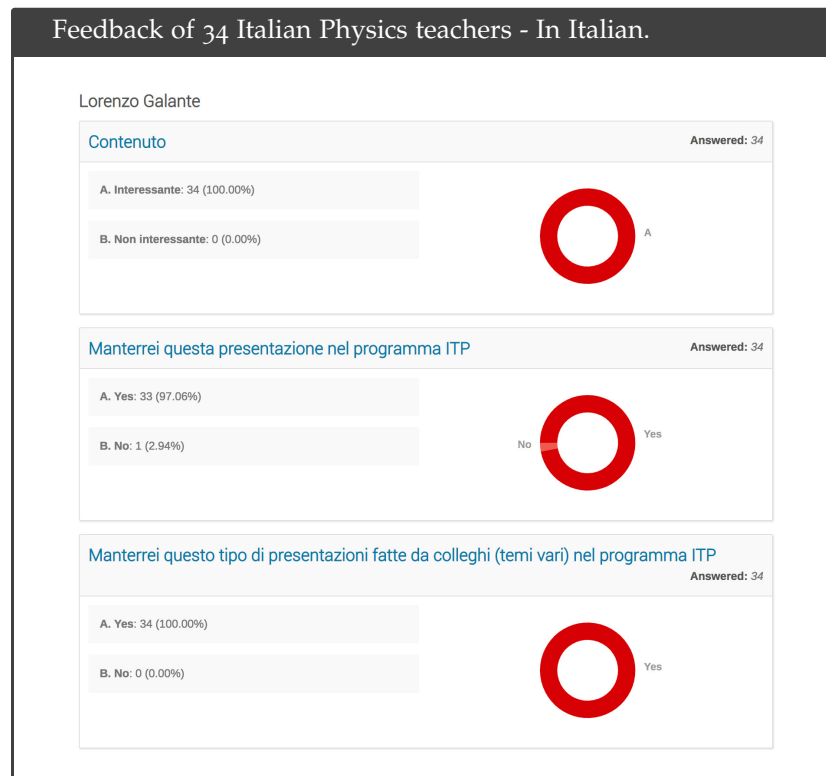 Feedback of 34 Italian Physics teachers - In Italian.
Lorenzo Galante
Contenuto
Answered: 34
A. Interessante: 34 (100.00%)
B. Non interessante: 0 (0.00%)
A
Manterrei questa presentazione nel programma ITP
Answered: 34
A. Yes: 33 (97.06%)
B. No: 1 (2.94%)
No
Yes
Manterrei questo tipo di presentazioni fatte da colleghi (temi vari) nel programma ITP
Answered: 34
A. Yes: 34 (100.00%)
B. No: 0 (0.00%)
Yes